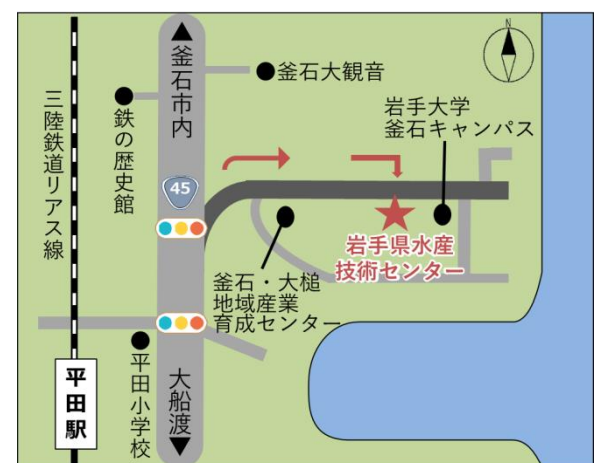 釜石市内
釜石大観音
N
三陸鉄道リアス線
鉄の歴史館
岩手大学
釜石キャンパス
45
岩手県水産
技術センター
釜石・大槌
地域産業
育成センター
平田駅
平田小学校
大船渡